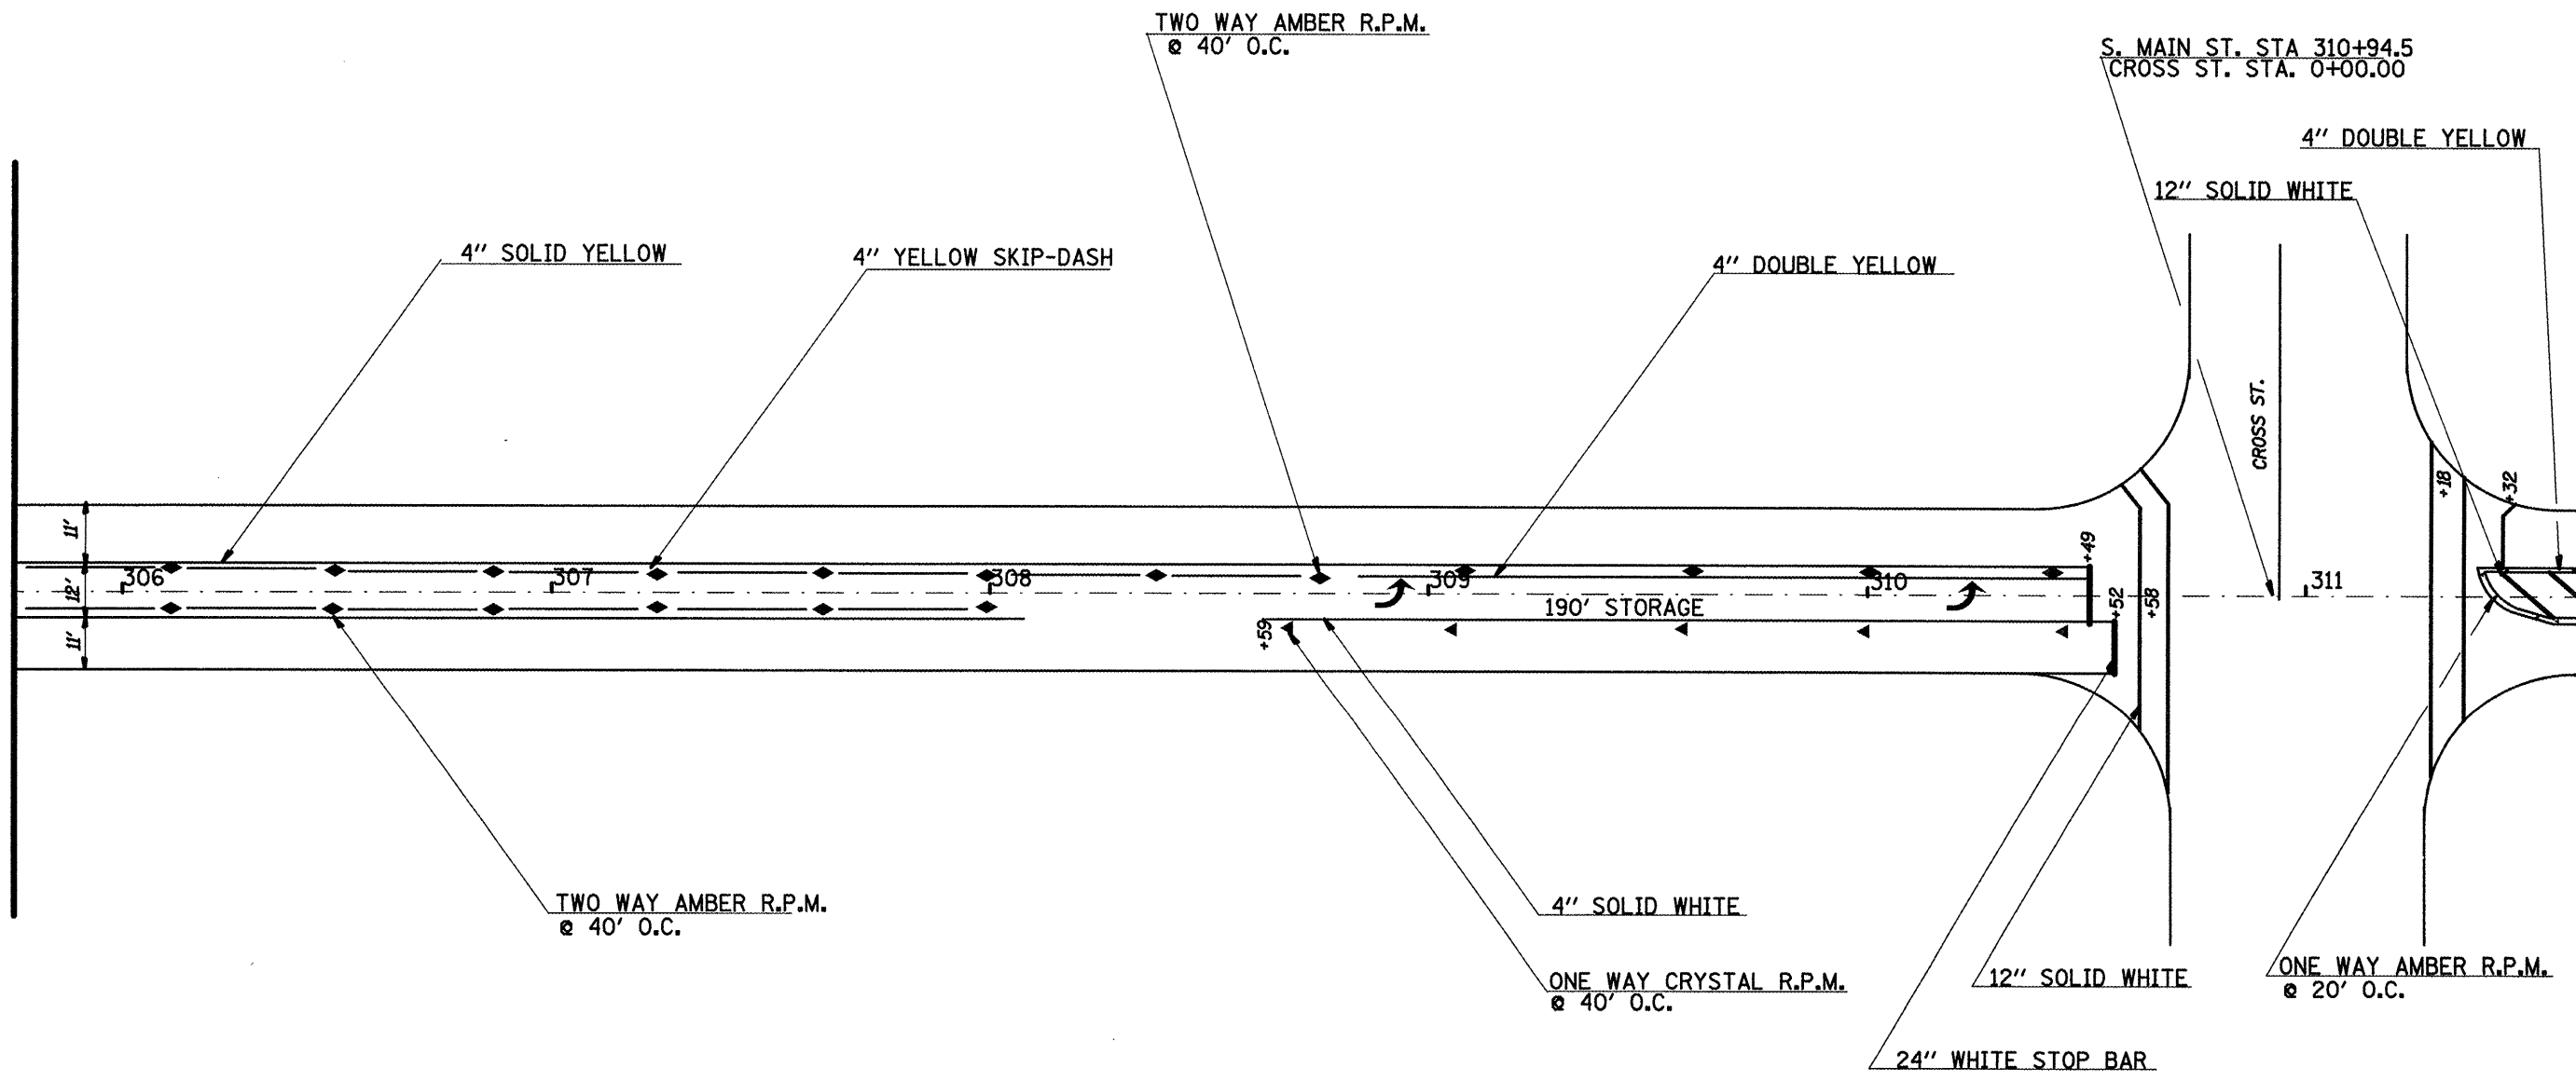 TWO WAY AMBER R.P.M.
@ 40' O.C.
S. MAIN ST. STA 310+94.5
CROSS ST. STA. 0+00.00
4" DOUBLE YELLOW
12" SOLID WHITE
4" SOLID YELLOW
4" YELLOW SKIP-DASH
4" DOUBLE YELLOW
CROSS ST.
+18
+32
11'
12'
11'
306
307
308
309
310
311
+49
+52
+58
190' STORAGE
+59
TWO WAY AMBER R.P.M.
@ 40' O.C.
4" SOLID WHITE
ONE WAY CRYSTAL R.P.M.
@ 40' O.C.
12" SOLID WHITE
ONE WAY AMBER R.P.M.
@ 20' O.C.
24" WHITE STOP BAR